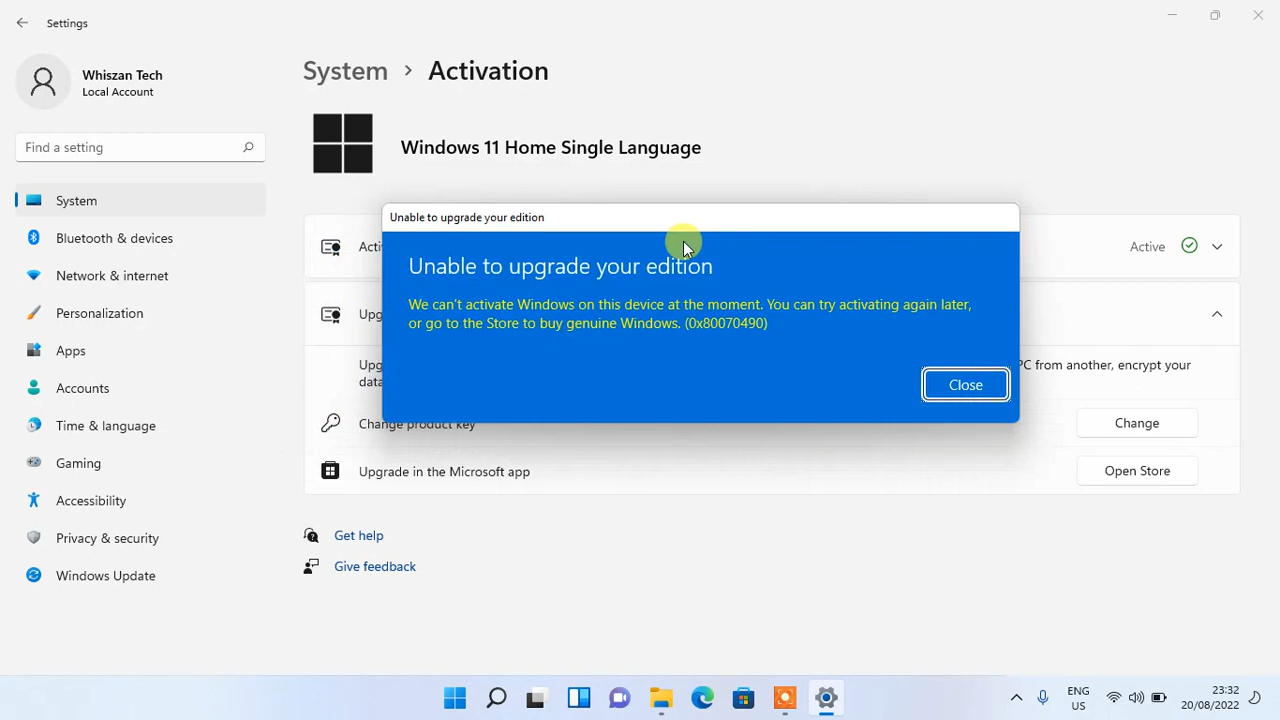 Settings
Whiszan Tech
Local Account
Find a setting
System
Bluetooth & devices
Network & internet
Personalization
Apps
Accounts
Time & language
Gaming
Accessibility
Privacy & security
Windows Update
System > Activation
Windows 11 Home Single Language
Active
Unable to upgrade your edition
Unable to upgrade your edition
We can't activate Windows on this device at the moment. You can try activating again later,
or go to the Store to buy genuine Windows. (0x80070490)
Close
PC from another, encrypt your
Change product key
Change
Upgrade in the Microsoft app
Open Store
Get help
Give feedback
ENG
US
23:32
20/08/2022